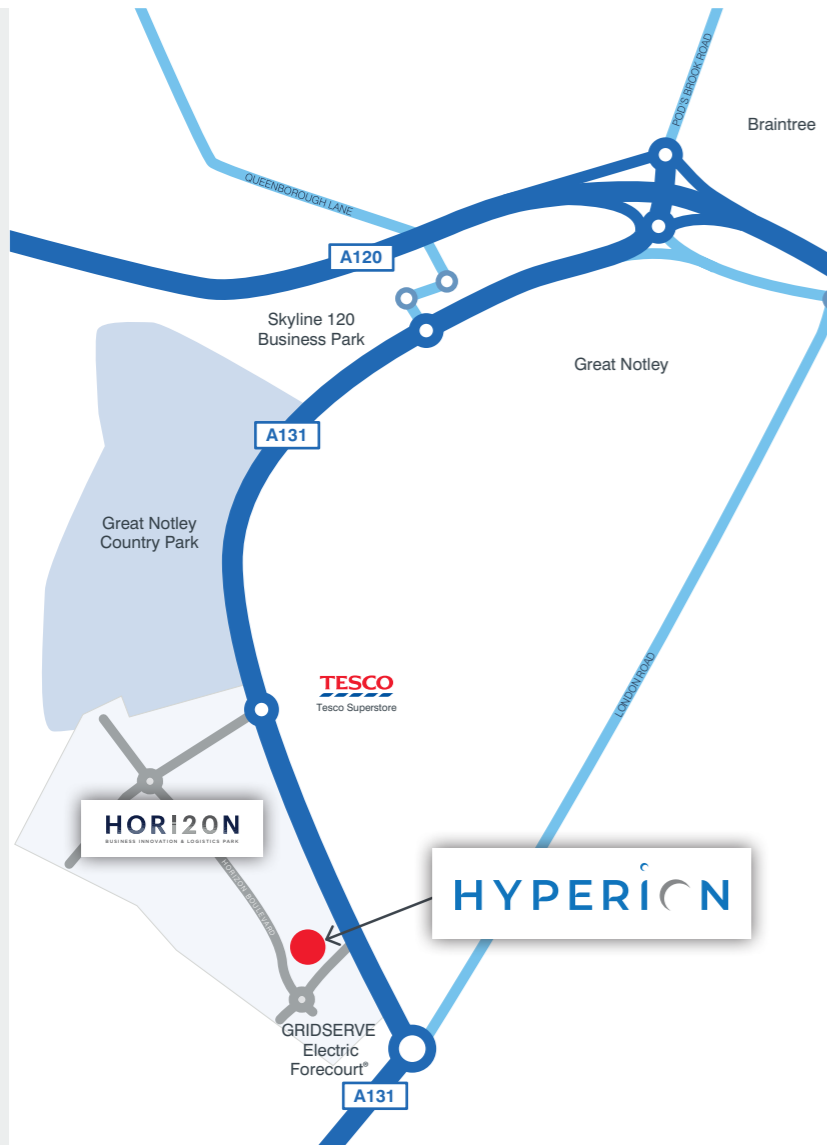 POD'S BROOK ROAD
Braintree
QUEENBOROUGH LANE
A120
Skyline 120
Business Park
Great Notley
A131
Great Notley
Country Park
TESCO
Tesco Superstore
LONDON ROAD
HORI20N
BUSINESS INNOVATION & LOGISTICS PARK
HORIZON BOULEVARD
HYPERION
GRIDSERVE
Electric
Forecourt®
A131